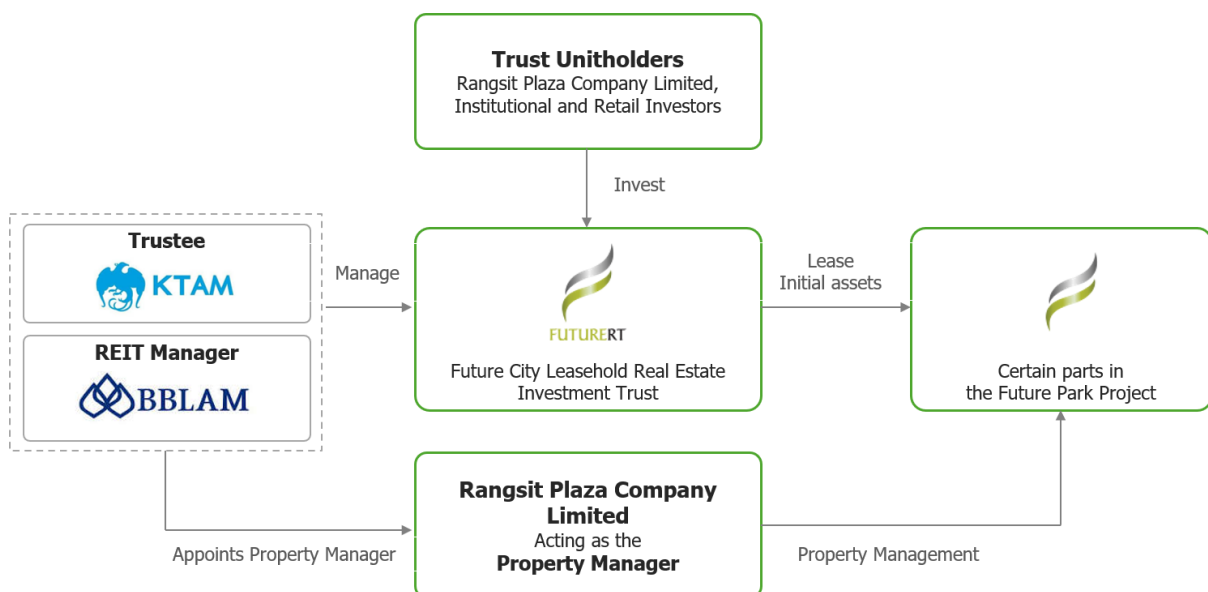 Trust Unitholders
Rangsit Plaza Company Limited,
Institutional and Retail Investors
Invest
Trustee
KTAM
REIT Manager
BBLAM
Manage
FUTURERT
Future City Leasehold Real Estate
Investment Trust
Lease
Initial assets
Certain parts in
the Future Park Project
Appoints Property Manager
Rangsit Plaza Company
Limited
Acting as the
Property Manager
Property Management